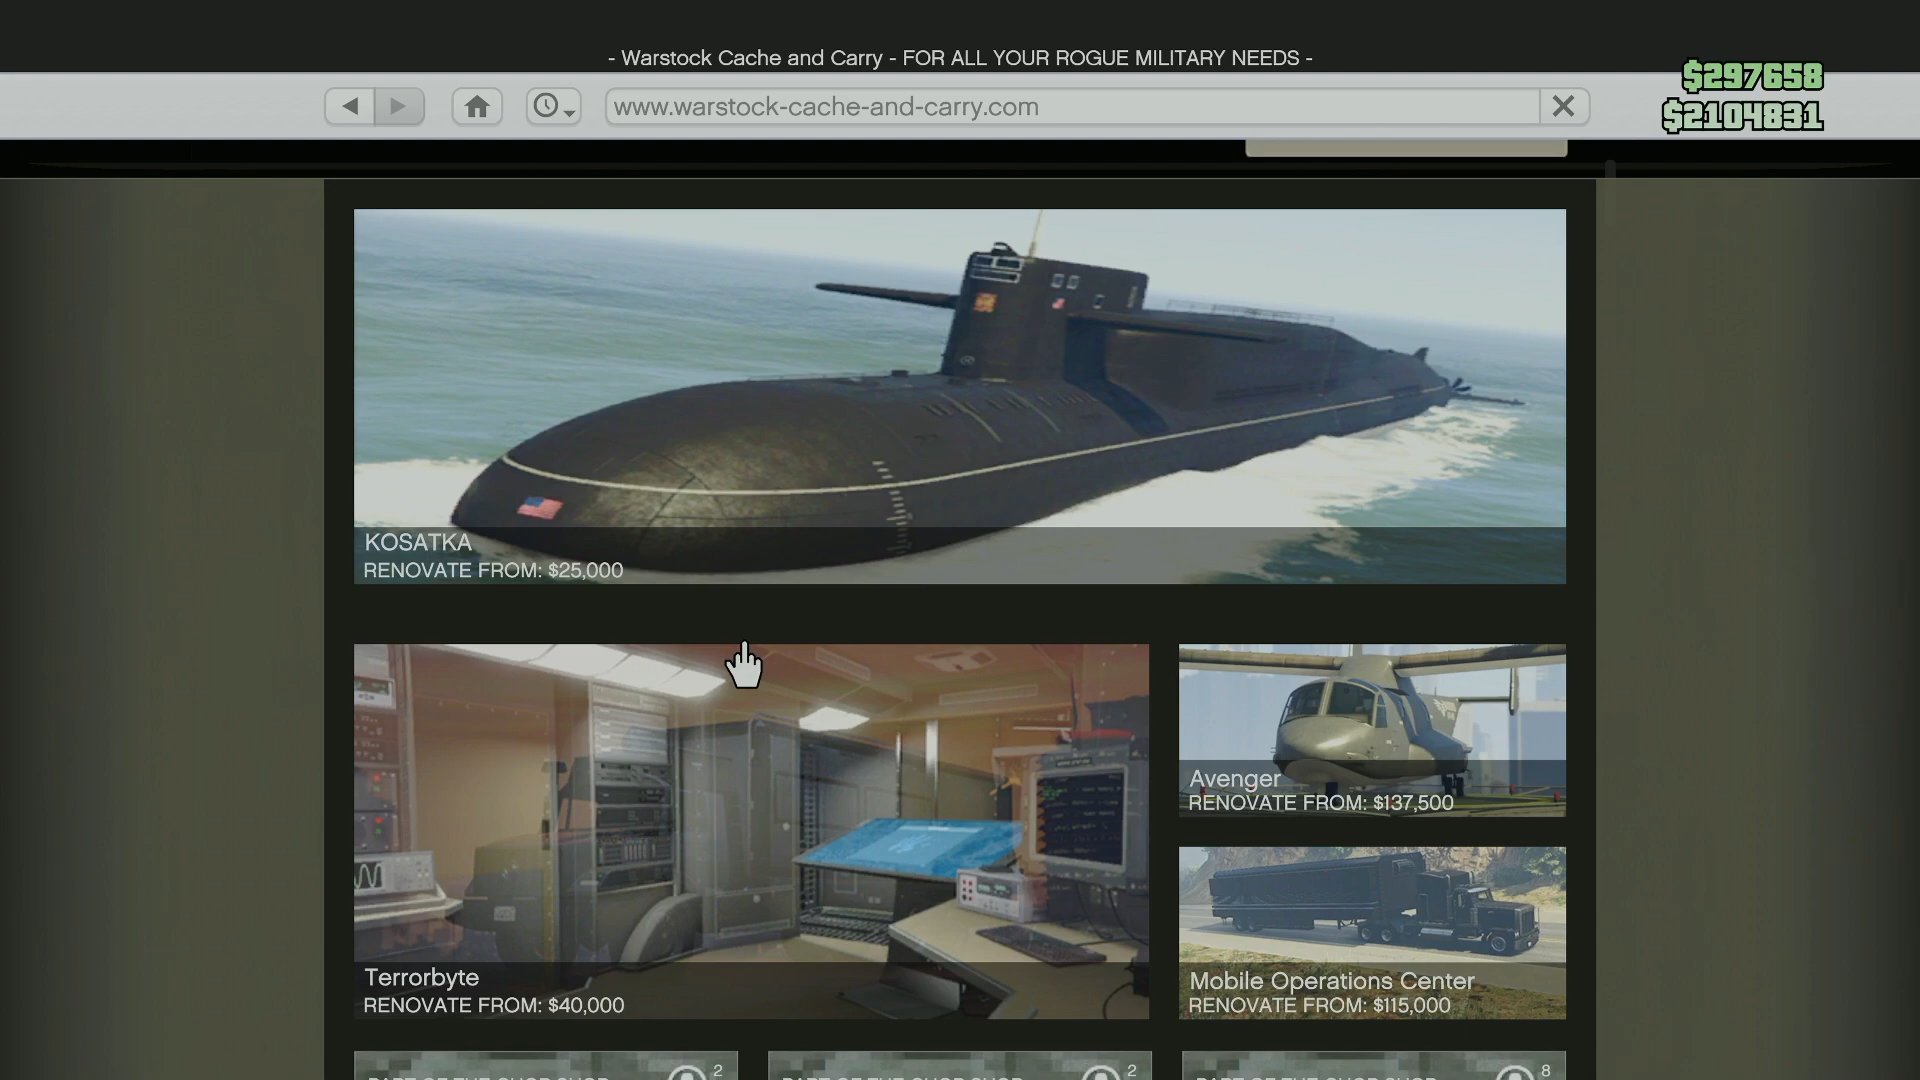 - Warstock Cache and Carry - FOR ALL YOUR ROGUE MILITARY NEEDS -
$297658
www.warstock-cache-and-carry.com
$2104831
KOSATKA
RENOVATE FROM: $25,000
Avenger
RENOVATE FROM: $137,500
Terrorbyte
RENOVATE FROM: $40,000
Mobile Operations Center
RENOVATE FROM: $115,000
2
2
8